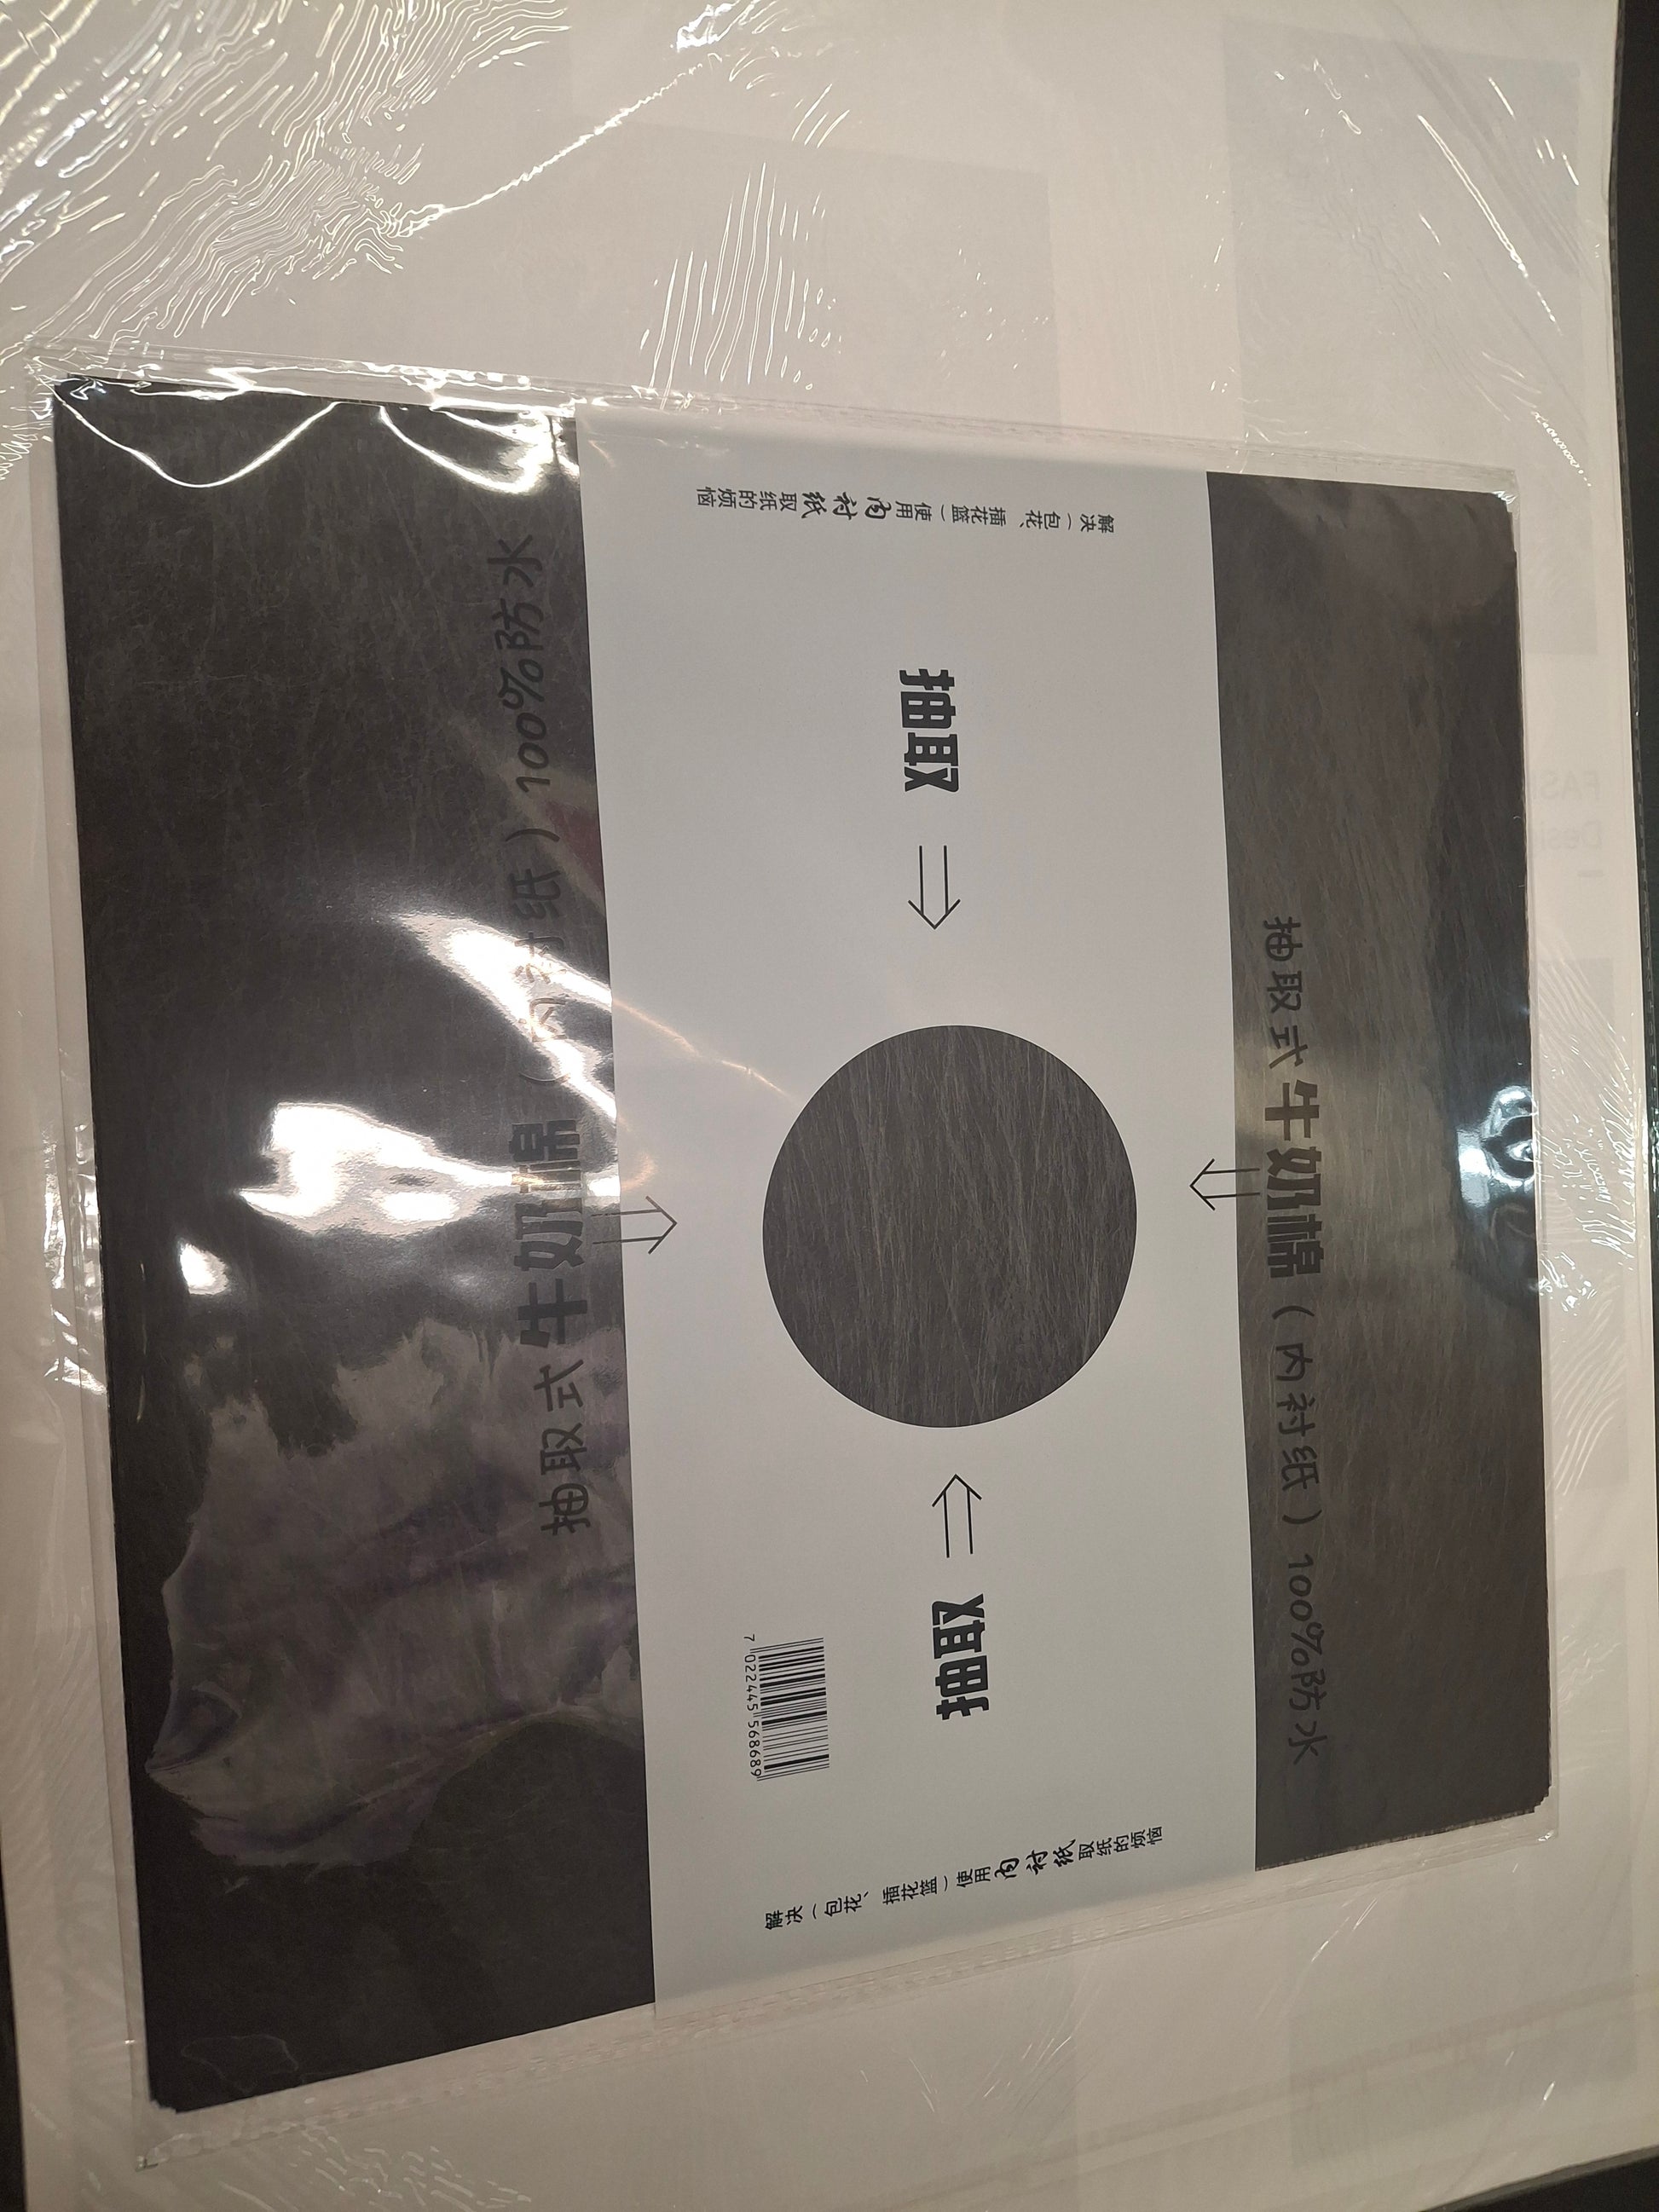 抽取式牛奶棉（内衬纸）100%防水
抽取
抽取
抽取式牛奶棉（内衬纸）100%防水
解决（包花、插花篮）使用内衬纸取纸的烦恼
解决（包花、插花篮）使用内衬纸取纸的烦恼
7 022445 568689
FAS
Desi